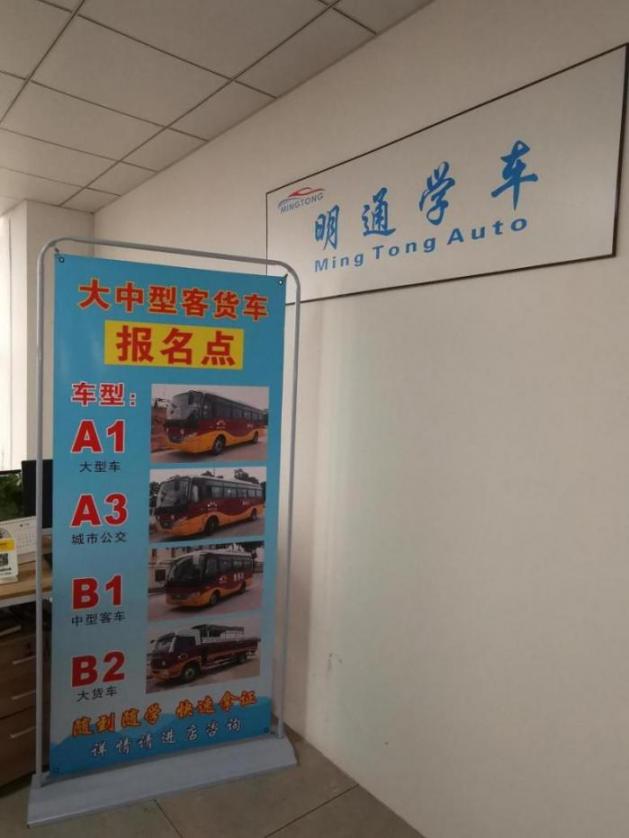 MINGTONG
明通学车
Ming Tong Auto
大中型客货车
报名点
车型：
A1
大型车
A3
城市公交
B1
中型客车
B2
大货车
随到随学 快速拿证
详情请进店咨询